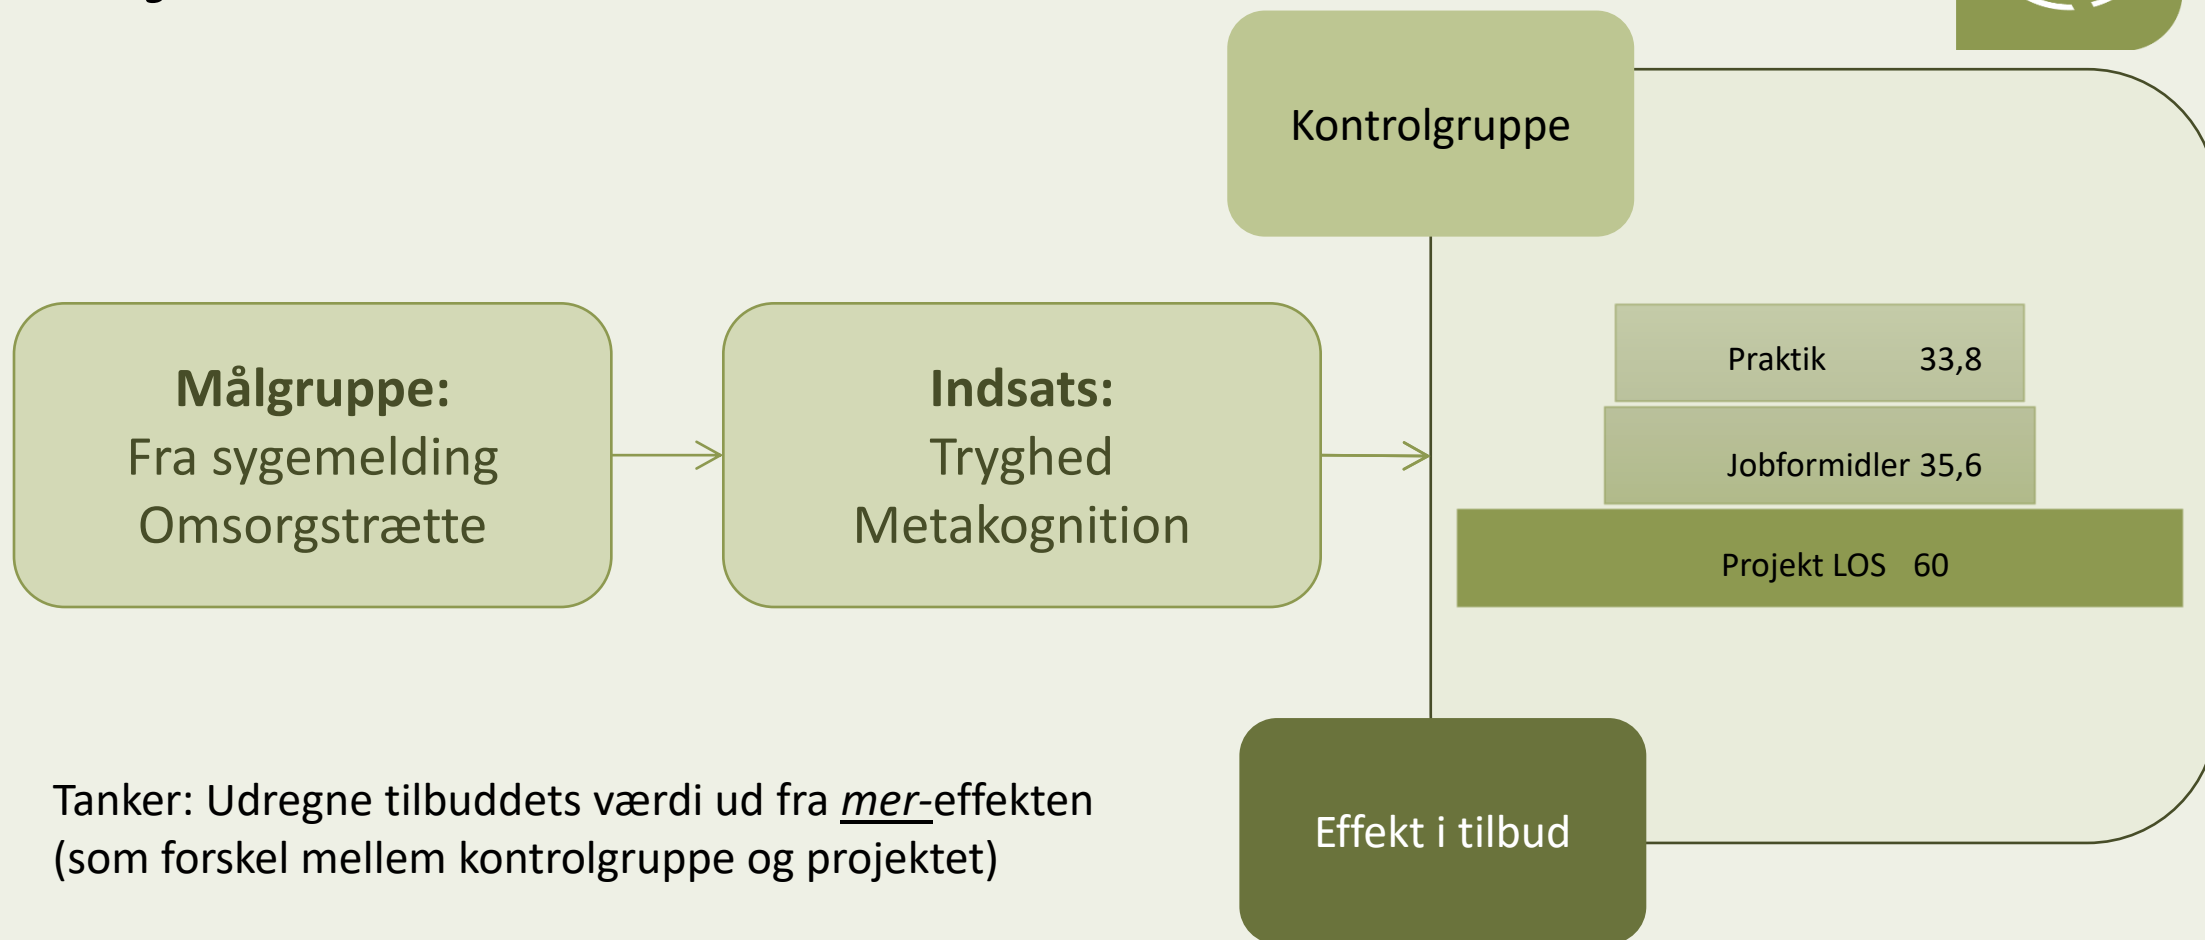 Kontrolgruppe
Målgruppe:
Fra sygemelding
Omsorgstrætte
Indsats:
Tryghed
Metakognition
Praktik 33,8
Jobformidler 35,6
Projekt LOS 60
Tanker: Udregne tilbuddets værdi ud fra mer-effekten
(som forskel mellem kontrolgruppe og projektet)
Effekt i tilbud